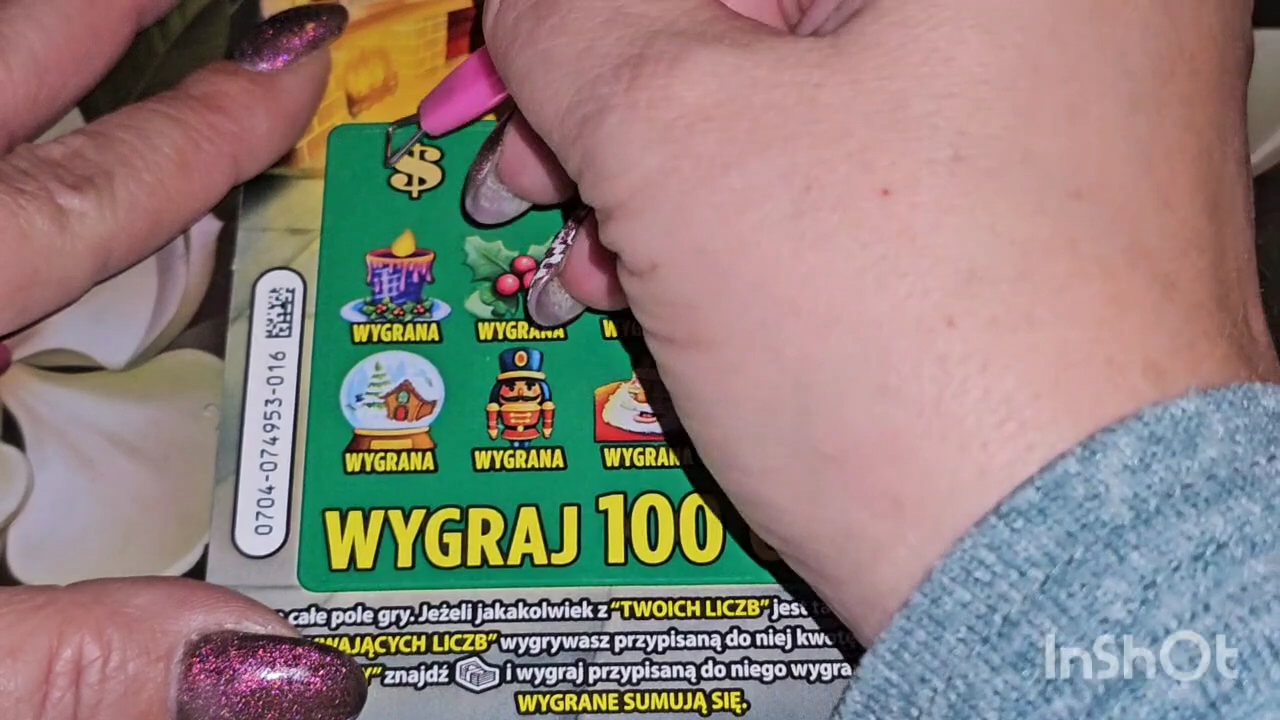 $
WYGRANA WYGRANA
WYGRANA WYGRANA WYGRANA
WYGRAJ 100
0704-074953-016
całe pole gry. Jeżeli jakakolwiek z "TWOICH LICZB" jest
WAJĄCYCH LICZB" wygrywasz przypisaną do niej
znajdź i wygraj przypisaną do niego
WYGRANE SUMUJĄ SIĘ.
InShOt